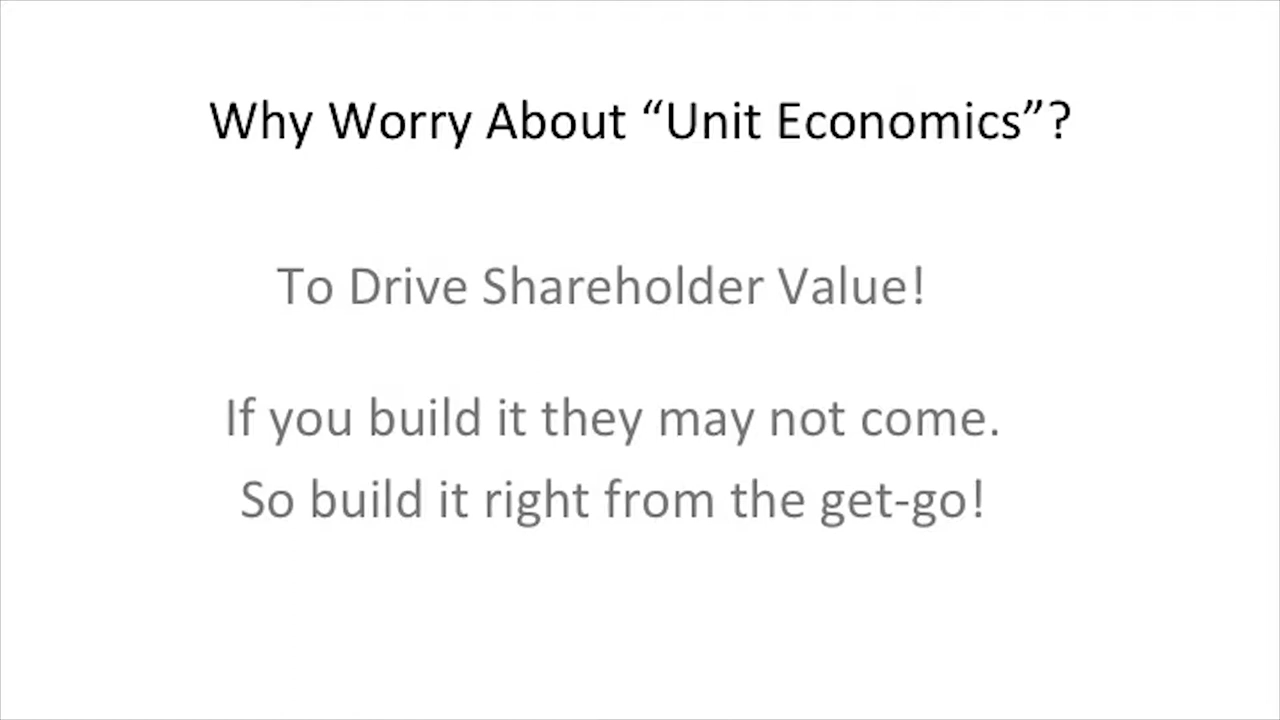 Why Worry About “Unit Economics”?
To Drive Shareholder Value!
If you build it they may not come.
So build it right from the get-go!